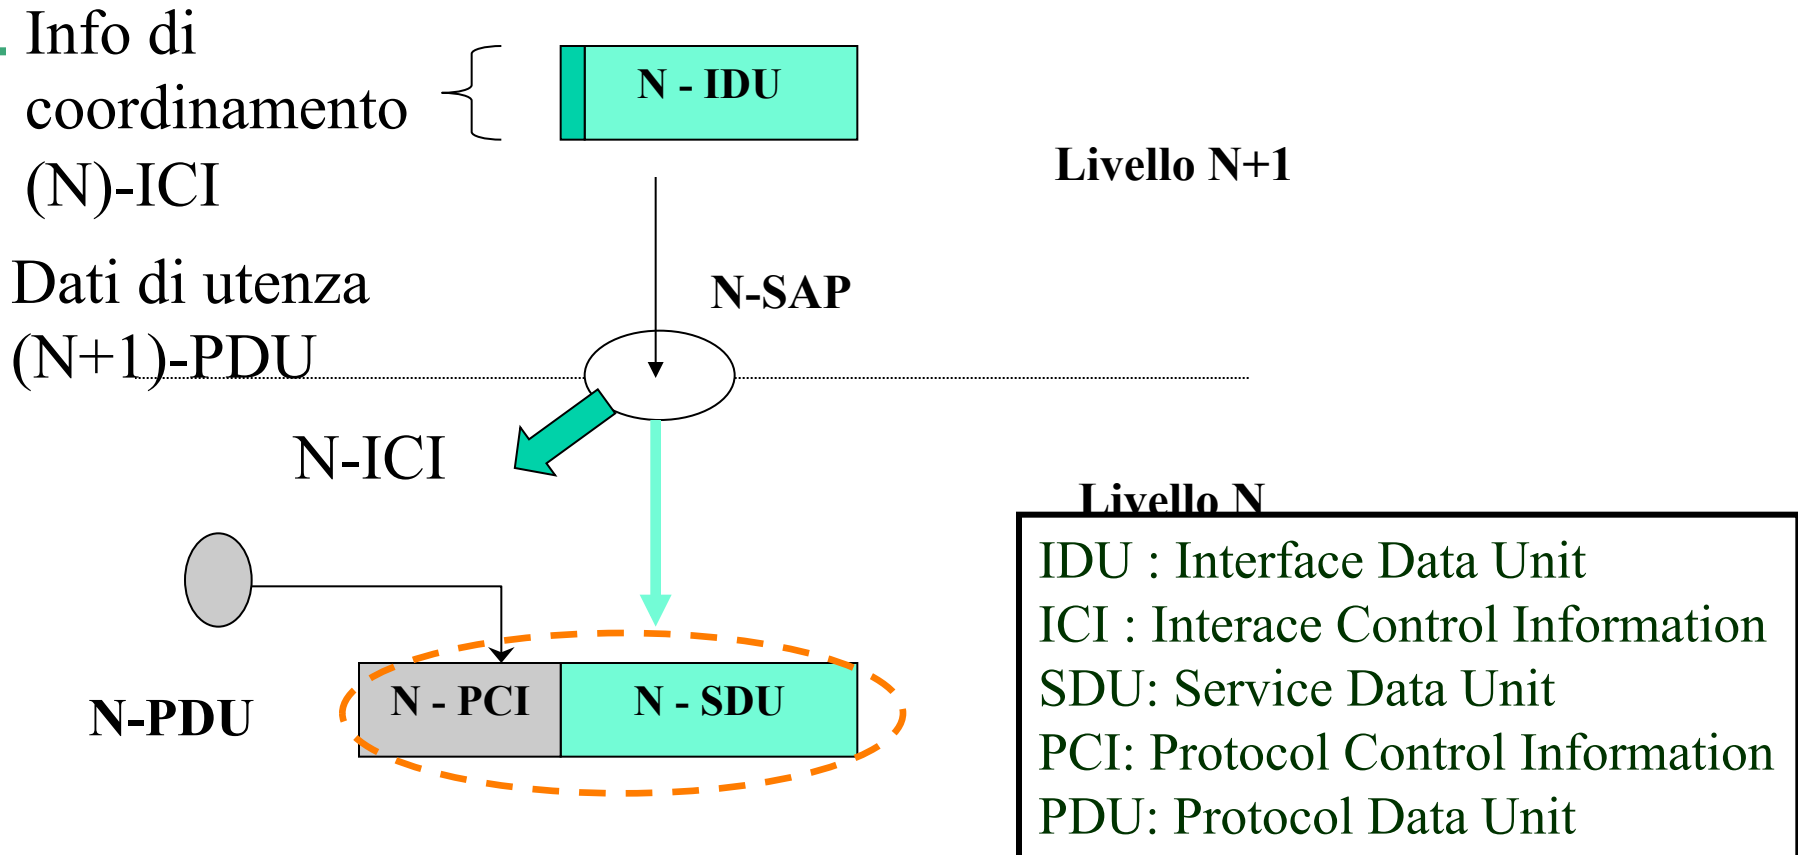 Info di
coordinamento
(N)-ICI
N - IDU
Livello N+1
Dati di utenza
(N+1)-PDU
N-SAP
N-ICI
Livello N
N-PDU
N - PCI
N - SDU
IDU : Interface Data Unit
ICI : Interace Control Information
SDU: Service Data Unit
PCI: Protocol Control Information
PDU: Protocol Data Unit